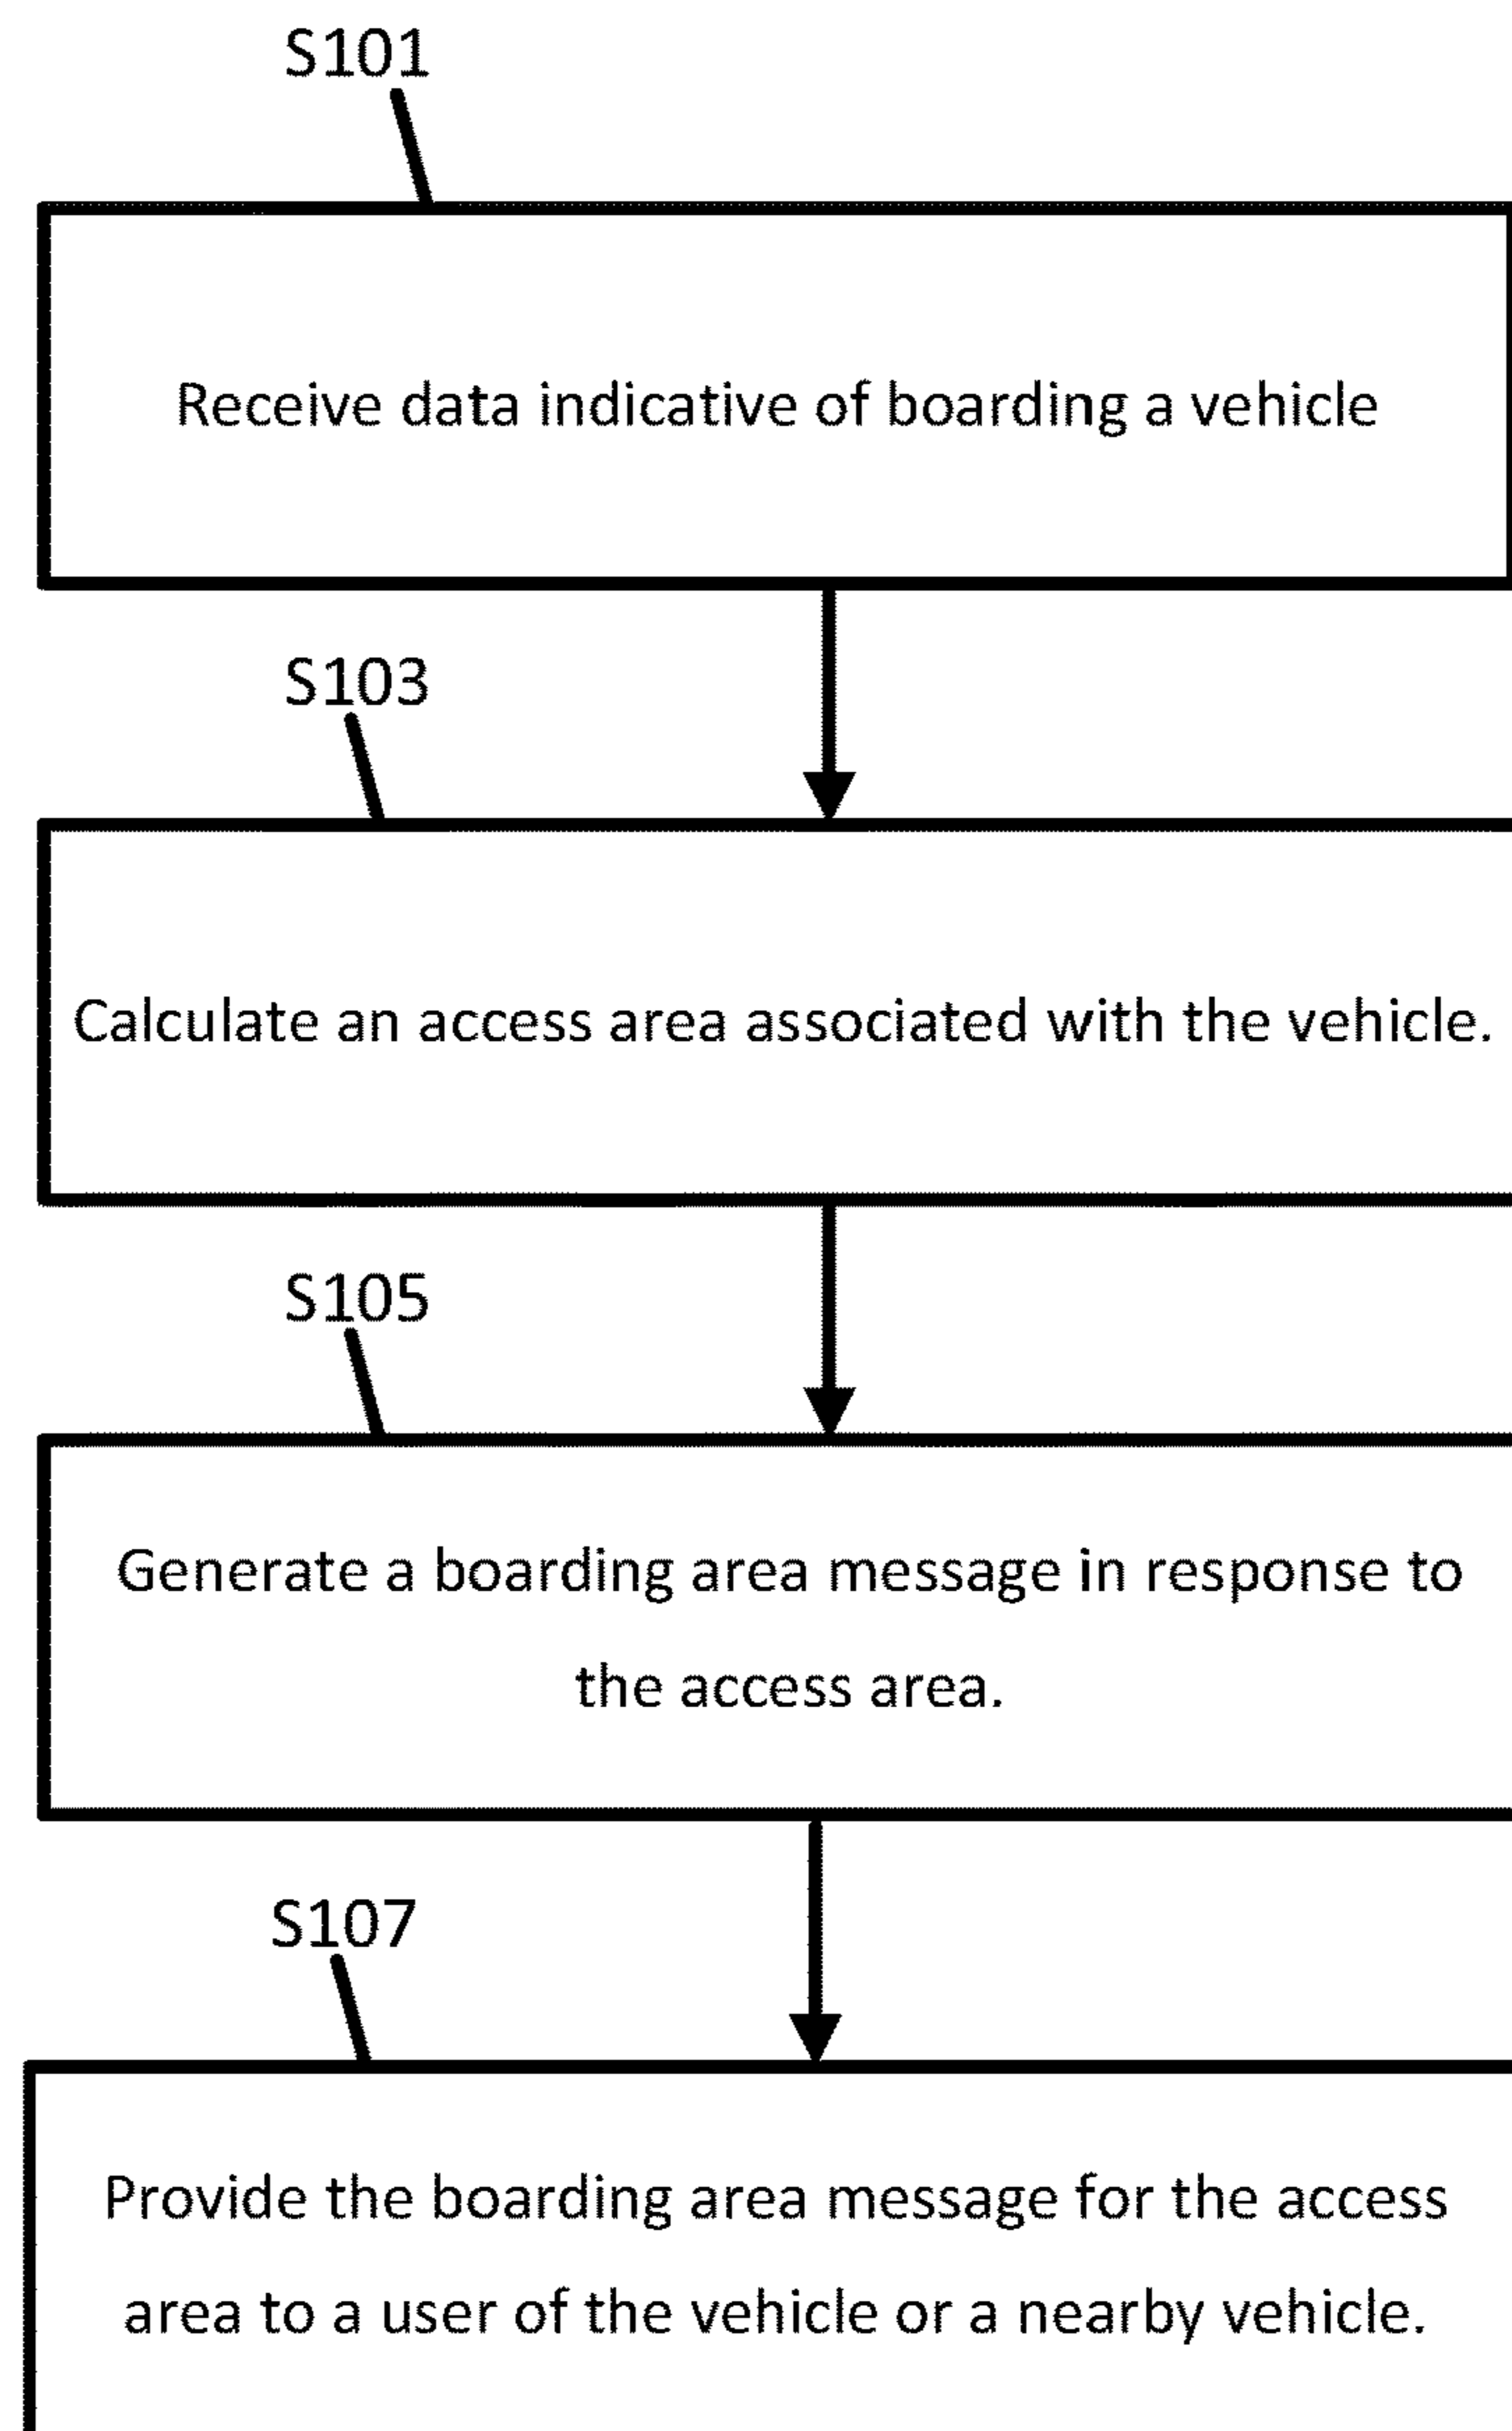 S101
Receive data indicative of boarding a vehicle
S103
Calculate an access area associated with the vehicle.
S105
Generate a boarding area message in response to
the access area.
S107
Provide the boarding area message for the access
area to a user of the vehicle or a nearby vehicle.